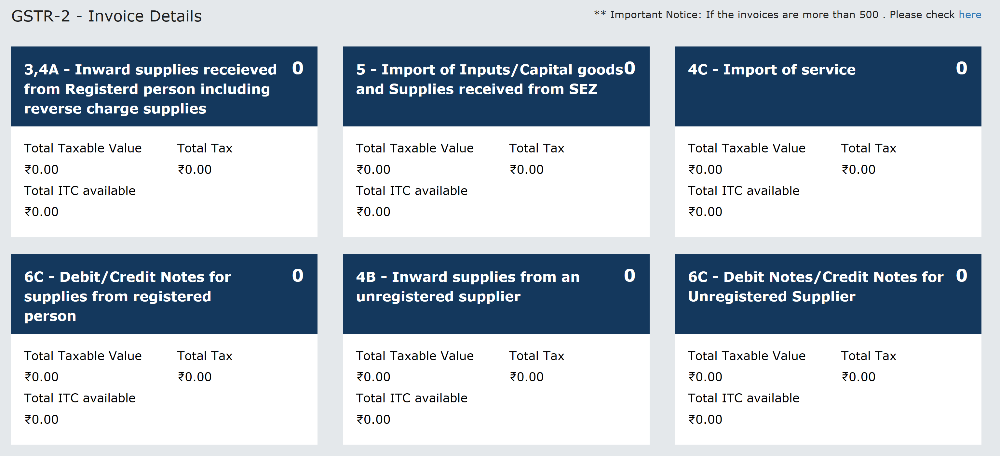 GSTR-2 - Invoice Details
** Important Notice: If the invoices are more than 500 . Please check here
3,4A – Inward supplies receieved 0
from Registerd person including
reverse charge supplies
Total Taxable Value Total Tax
₹0.00 ₹0.00
Total ITC available
₹0.00
5 – Import of Inputs/Capital goods 0
and Supplies received from SEZ
Total Taxable Value Total Tax
₹0.00 ₹0.00
Total ITC available
₹0.00
4C – Import of service 0
Total Taxable Value Total Tax
₹0.00 ₹0.00
Total ITC available
₹0.00
6C – Debit/Credit Notes for 0
supplies from registered
person
Total Taxable Value Total Tax
₹0.00 ₹0.00
Total ITC available
₹0.00
4B – Inward supplies from an 0
unregistered supplier
Total Taxable Value Total Tax
₹0.00 ₹0.00
Total ITC available
₹0.00
6C – Debit Notes/Credit Notes for 0
Unregistered Supplier
Total Taxable Value Total Tax
₹0.00 ₹0.00
Total ITC available
₹0.00